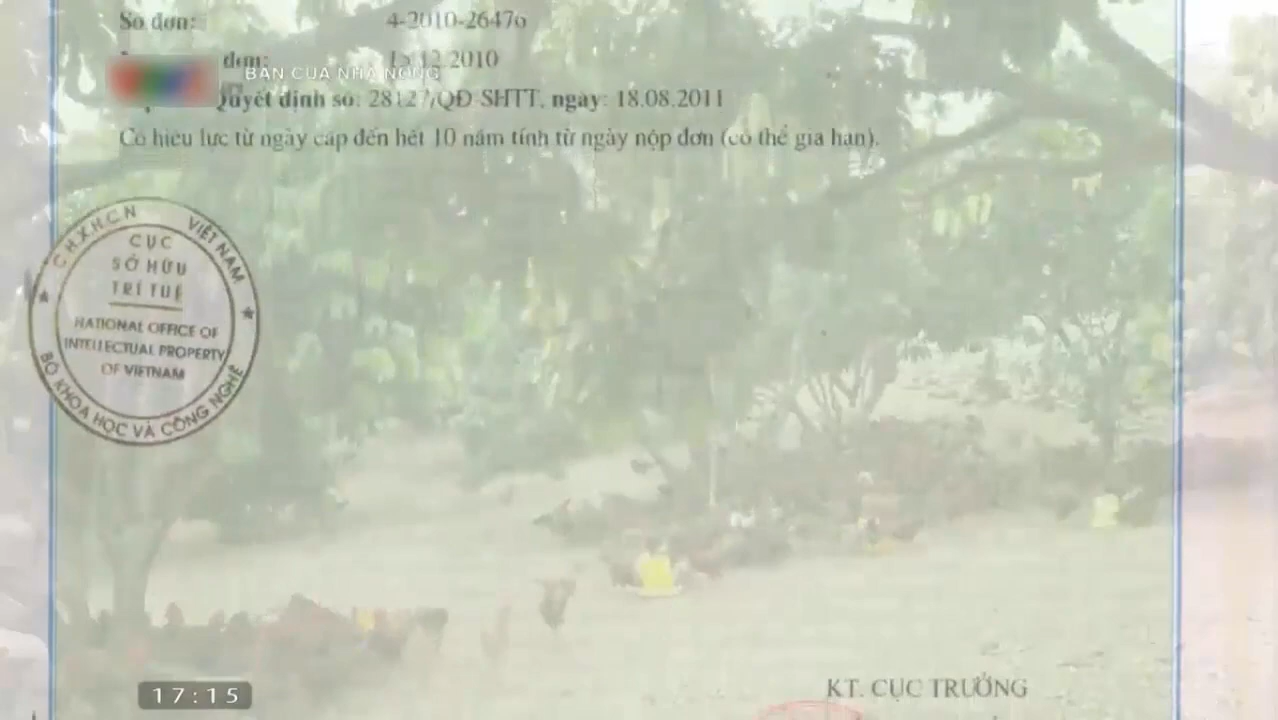 Số đơn: 4-2010-26476
đơn: 15.12.2010
BẠN CỦA NHÀ NÔNG
Quyết định số: 28127/QĐ-SHTT, ngày: 18.08.2011
Có hiệu lực từ ngày cấp đến hết 10 năm tính từ ngày nộp đơn (có thể gia hạn).
C.H.X.H.C.N VIỆT NAM
CỤC
SỞ HỮU
TRÍ TUỆ
NATIONAL OFFICE OF
INTELLECTUAL PROPERTY
OF VIETNAM
BỘ KHOA HỌC VÀ CÔNG NGHỆ
17:15
KT. CỤC TRƯỞNG